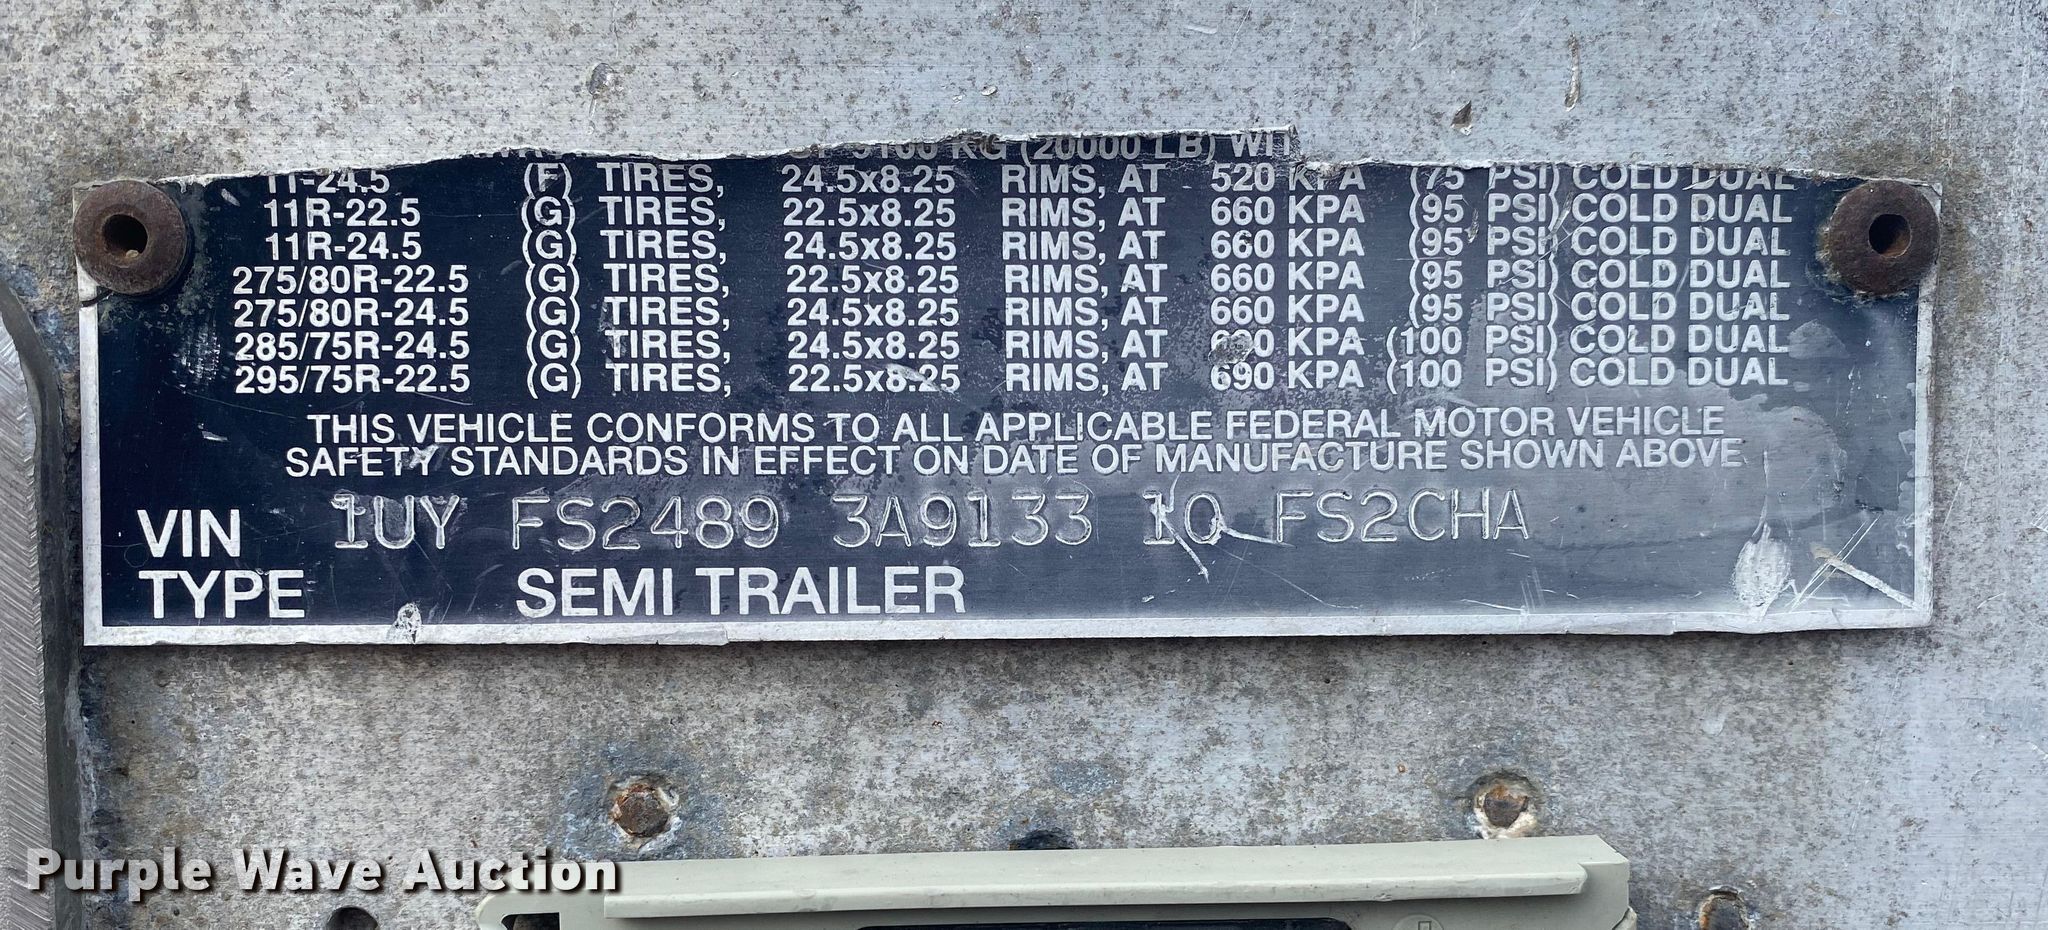 9100 KG (20000 LB) WIT
11-24.5 (F) TIRES, 24.5x8.25 RIMS, AT 520 KPA (75 PSI) COLD DUAL
11R-22.5 (G) TIRES, 22.5x8.25 RIMS, AT 660 KPA (95 PSI) COLD DUAL
11R-24.5 (G) TIRES, 24.5x8.25 RIMS, AT 660 KPA (95 PSI) COLD DUAL
275/80R-22.5 (G) TIRES, 22.5x8.25 RIMS, AT 660 KPA (95 PSI) COLD DUAL
275/80R-24.5 (G) TIRES, 24.5x8.25 RIMS, AT 660 KPA (95 PSI) COLD DUAL
285/75R-24.5 (G) TIRES, 24.5x8.25 RIMS, AT 690 KPA (100 PSI) COLD DUAL
295/75R-22.5 (G) TIRES, 22.5x8.25 RIMS, AT 690 KPA (100 PSI) COLD DUAL
THIS VEHICLE CONFORMS TO ALL APPLICABLE FEDERAL MOTOR VEHICLE
SAFETY STANDARDS IN EFFECT ON DATE OF MANUFACTURE SHOWN ABOVE
VIN 1UY FS2489 3A9133 10 FS2CHA
TYPE SEMI TRAILER
Purple Wave Auction